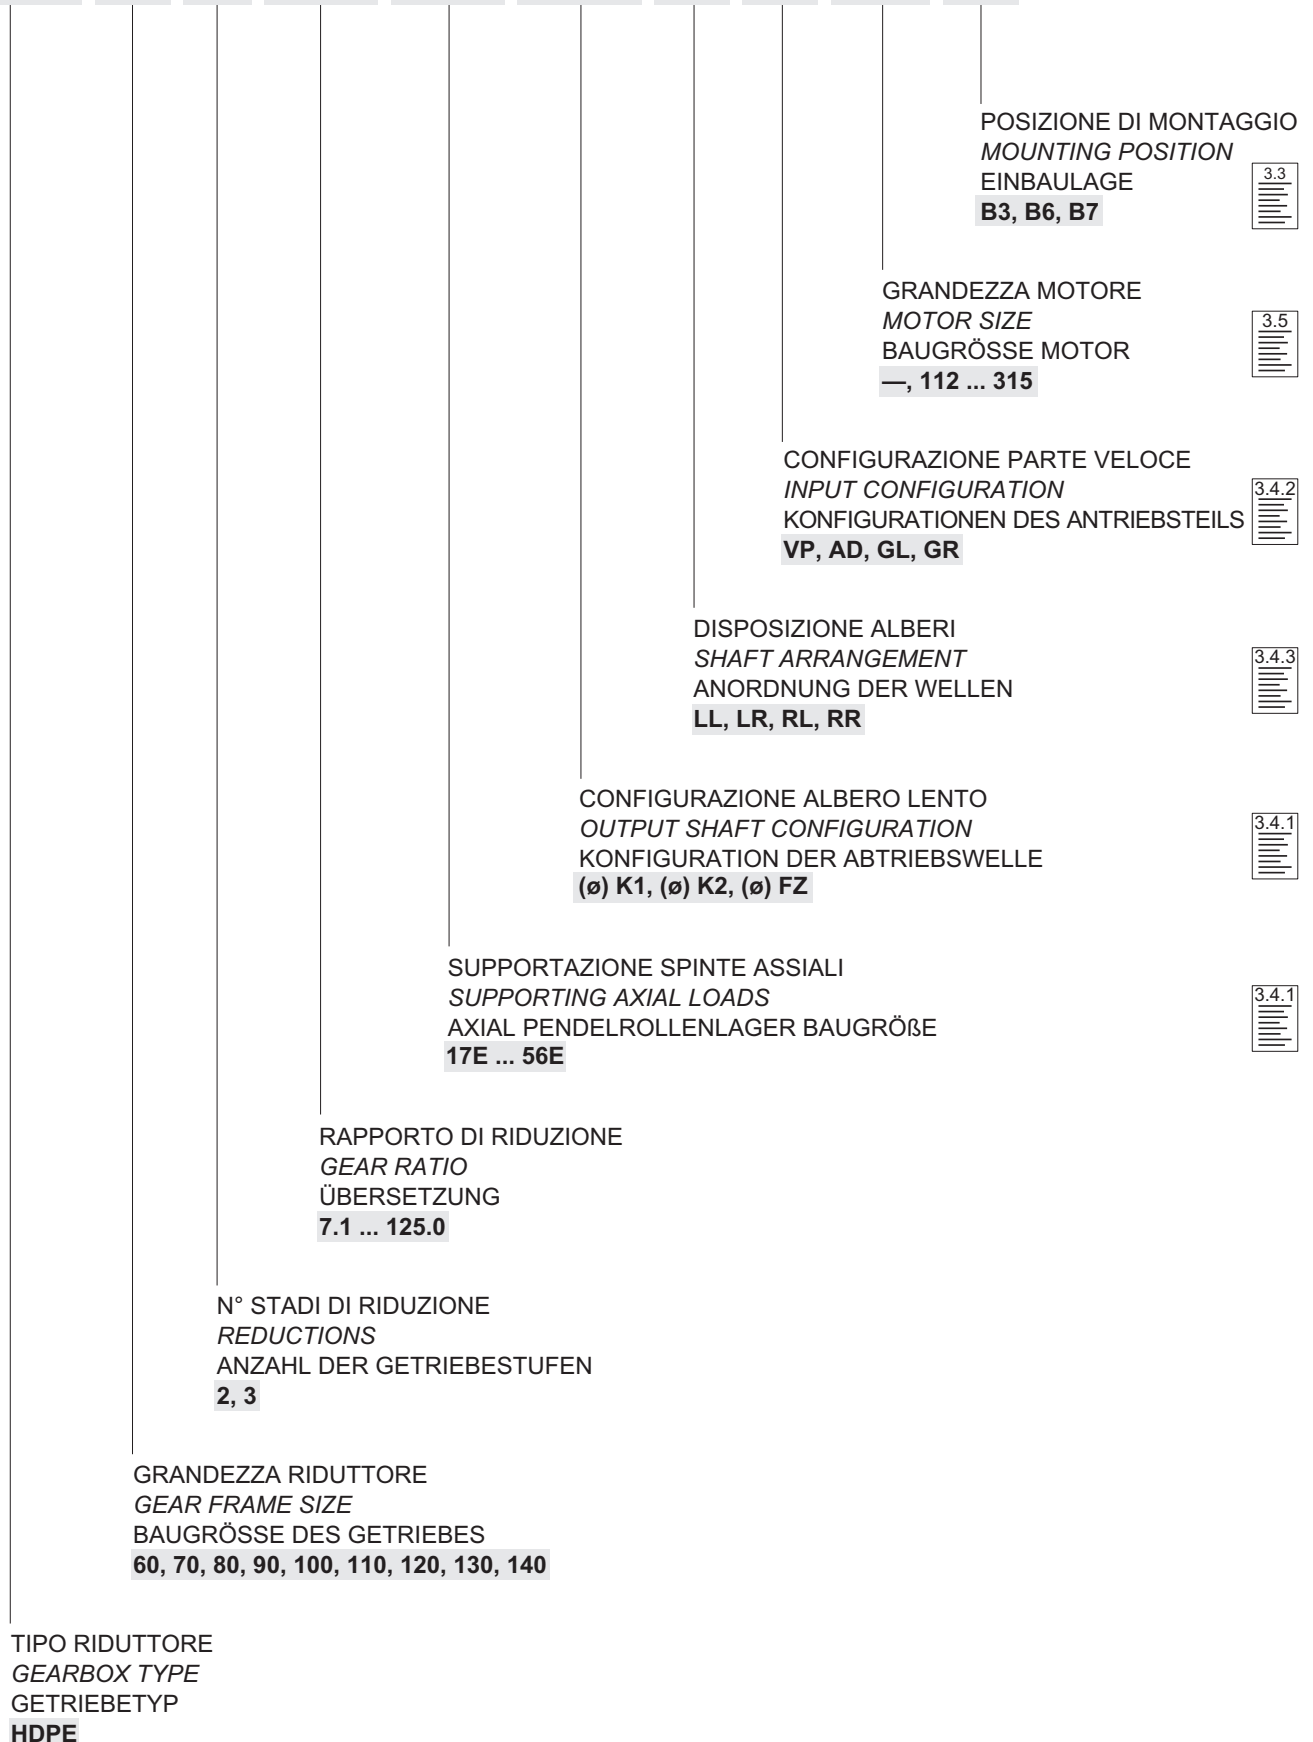 POSIZIONE DI MONTAGGIO
MOUNTING POSITION
EINBAULAGE
B3, B6, B7
3.3
GRANDEZZA MOTORE
MOTOR SIZE
BAUGRÖSSE MOTOR
—, 112 ... 315
3.5
CONFIGURAZIONE PARTE VELOCE
INPUT CONFIGURATION
KONFIGURATIONEN DES ANTRIEBSTEILS
VP, AD, GL, GR
3.4.2
DISPOSIZIONE ALBERI
SHAFT ARRANGEMENT
ANORDNUNG DER WELLEN
LL, LR, RL, RR
3.4.3
CONFIGURAZIONE ALBERO LENTO
OUTPUT SHAFT CONFIGURATION
KONFIGURATION DER ABTRIEBSWELLE
(ø) K1, (ø) K2, (ø) FZ
3.4.1
SUPPORTAZIONE SPINTE ASSIALI
SUPPORTING AXIAL LOADS
AXIAL PENDELROLLENLAGER BAUGRÖßE
17E ... 56E
3.4.1
RAPPORTO DI RIDUZIONE
GEAR RATIO
ÜBERSETZUNG
7.1 ... 125.0
N° STADI DI RIDUZIONE
REDUCTIONS
ANZAHL DER GETRIEBESTUFEN
2, 3
GRANDEZZA RIDUTTORE
GEAR FRAME SIZE
BAUGRÖSSE DES GETRIEBES
60, 70, 80, 90, 100, 110, 120, 130, 140
TIPO RIDUTTORE
GEARBOX TYPE
GETRIEBETYP
HDPE